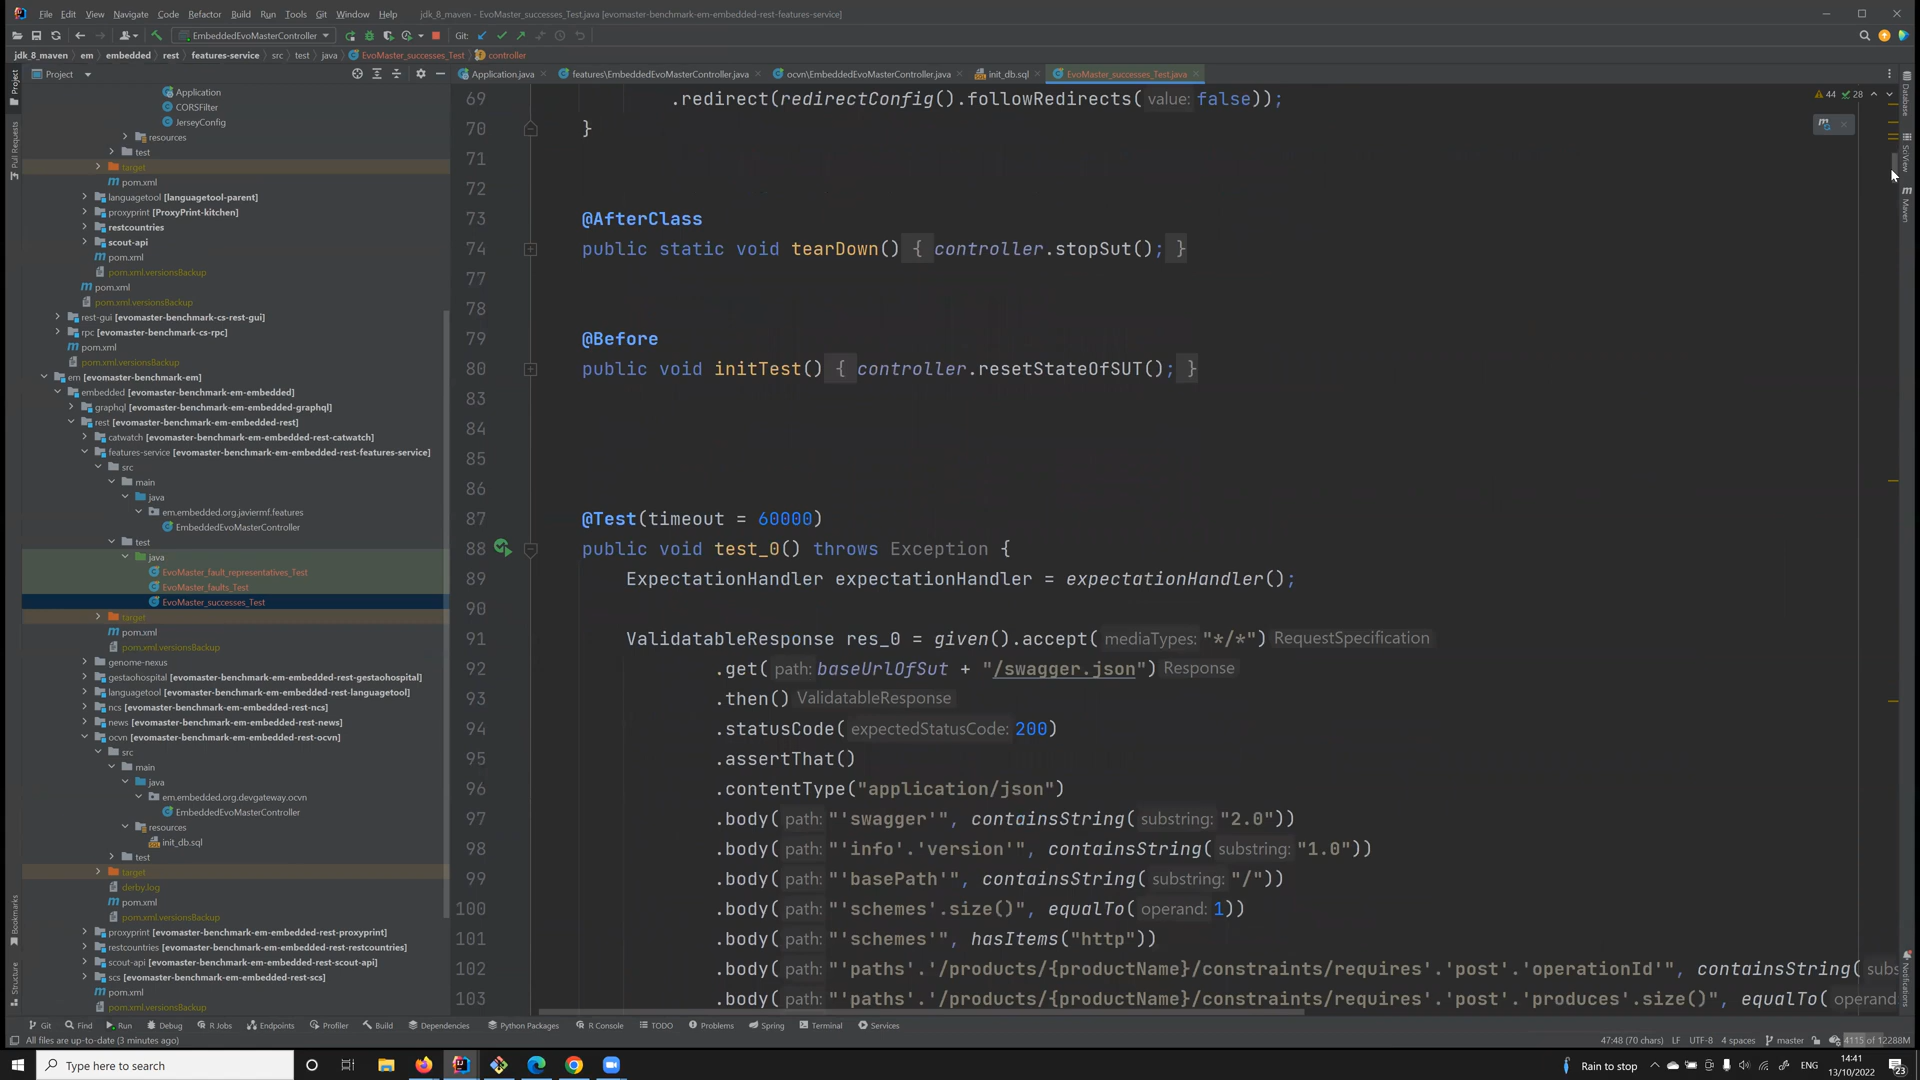 File Edit View Navigate Code Refactor Build Run Tools Git Window Help jdk_8_maven - EvoMaster_successes_Test.java [evomaster-benchmark-em-embedded-rest-features-service]
EmbeddedEvoMasterController Git:
jdk_8_maven em embedded rest features-service src test java EvoMaster_successes_Test controller
Project Application.java features\EmbeddedEvoMasterController.java ocvn\EmbeddedEvoMasterController.java init_db.sql EvoMaster_successes_Test.java
Application
CORSFilter
JerseyConfig
resources
test
target
pom.xml
languagetool [languagetool-parent]
proxyprint [ProxyPrint-kitchen]
restcountries
scout-api
pom.xml
pom.xml.versionsBackup
pom.xml
pom.xml.versionsBackup
rest-gui [evomaster-benchmark-cs-rest-gui]
rpc [evomaster-benchmark-cs-rpc]
pom.xml
pom.xml.versionsBackup
em [evomaster-benchmark-em]
embedded [evomaster-benchmark-em-embedded]
graphql [evomaster-benchmark-em-embedded-graphql]
rest [evomaster-benchmark-em-embedded-rest]
catwatch [evomaster-benchmark-em-embedded-rest-catwatch]
features-service [evomaster-benchmark-em-embedded-rest-features-service]
src
main
java
em.embedded.org.javiermf.features
EmbeddedEvoMasterController
test
java
EvoMaster_fault_representatives_Test
EvoMaster_faults_Test
EvoMaster_successes_Test
target
pom.xml
pom.xml.versionsBackup
genome-nexus
gestaohospital [evomaster-benchmark-em-embedded-rest-gestaohospital]
languagetool [evomaster-benchmark-em-embedded-rest-languagetool]
ncs [evomaster-benchmark-em-embedded-rest-ncs]
news [evomaster-benchmark-em-embedded-rest-news]
ocvn [evomaster-benchmark-em-embedded-rest-ocvn]
src
main
java
em.embedded.org.devgateway.ocvn
EmbeddedEvoMasterController
resources
init_db.sql
test
target
derby.log
pom.xml
pom.xml.versionsBackup
proxyprint [evomaster-benchmark-em-embedded-rest-proxyprint]
restcountries [evomaster-benchmark-em-embedded-rest-restcountries]
scout-api [evomaster-benchmark-em-embedded-rest-scout-api]
scs [evomaster-benchmark-em-embedded-rest-scs]
pom.xml
pom.xml.versionsBackup
44 28
69 .redirect(redirectConfig().followRedirects( value: false));
70 }
71
72
73 @AfterClass
74 public static void tearDown() { controller.stopSut(); }
77
78
79 @Before
80 public void initTest() { controller.resetStateOfSUT(); }
83
84
85
86
87 @Test(timeout = 60000)
88 public void test_0() throws Exception {
89 ExpectationHandler expectationHandler = expectationHandler();
90
91 ValidatableResponse res_0 = given().accept( mediaTypes: "*/*") RequestSpecification
92 .get( path: baseUrlOfSut + "/swagger.json") Response
93 .then() ValidatableResponse
94 .statusCode( expectedStatusCode: 200)
95 .assertThat()
96 .contentType("application/json")
97 .body( path: "'swagger'", containsString( substring: "2.0"))
98 .body( path: "'info'.'version'", containsString( substring: "1.0"))
99 .body( path: "'basePath'", containsString( substring: "/"))
100 .body( path: "'schemes'.size()", equalTo( operand: 1))
101 .body( path: "'schemes'", hasItems("http"))
102 .body( path: "'paths'.'/products/{productName}/constraints/requires'.'post'.'operationId'", containsString( subs
103 .body( path: "'paths'.'/products/{productName}/constraints/requires'.'post'.'produces'.size()", equalTo( operand
Project
Pull Requests
Bookmarks
Structure
Database
SciView
Maven
Notifications
Git Find Run Debug R Jobs Endpoints Profiler Build Dependencies Python Packages R Console TODO Problems Spring Terminal Services
All files are up-to-date (3 minutes ago) 47:48 (70 chars) LF UTF-8 4 spaces master 4115 of 12288M
Type here to search Rain to stop ENG 14:41
13/10/2022 23